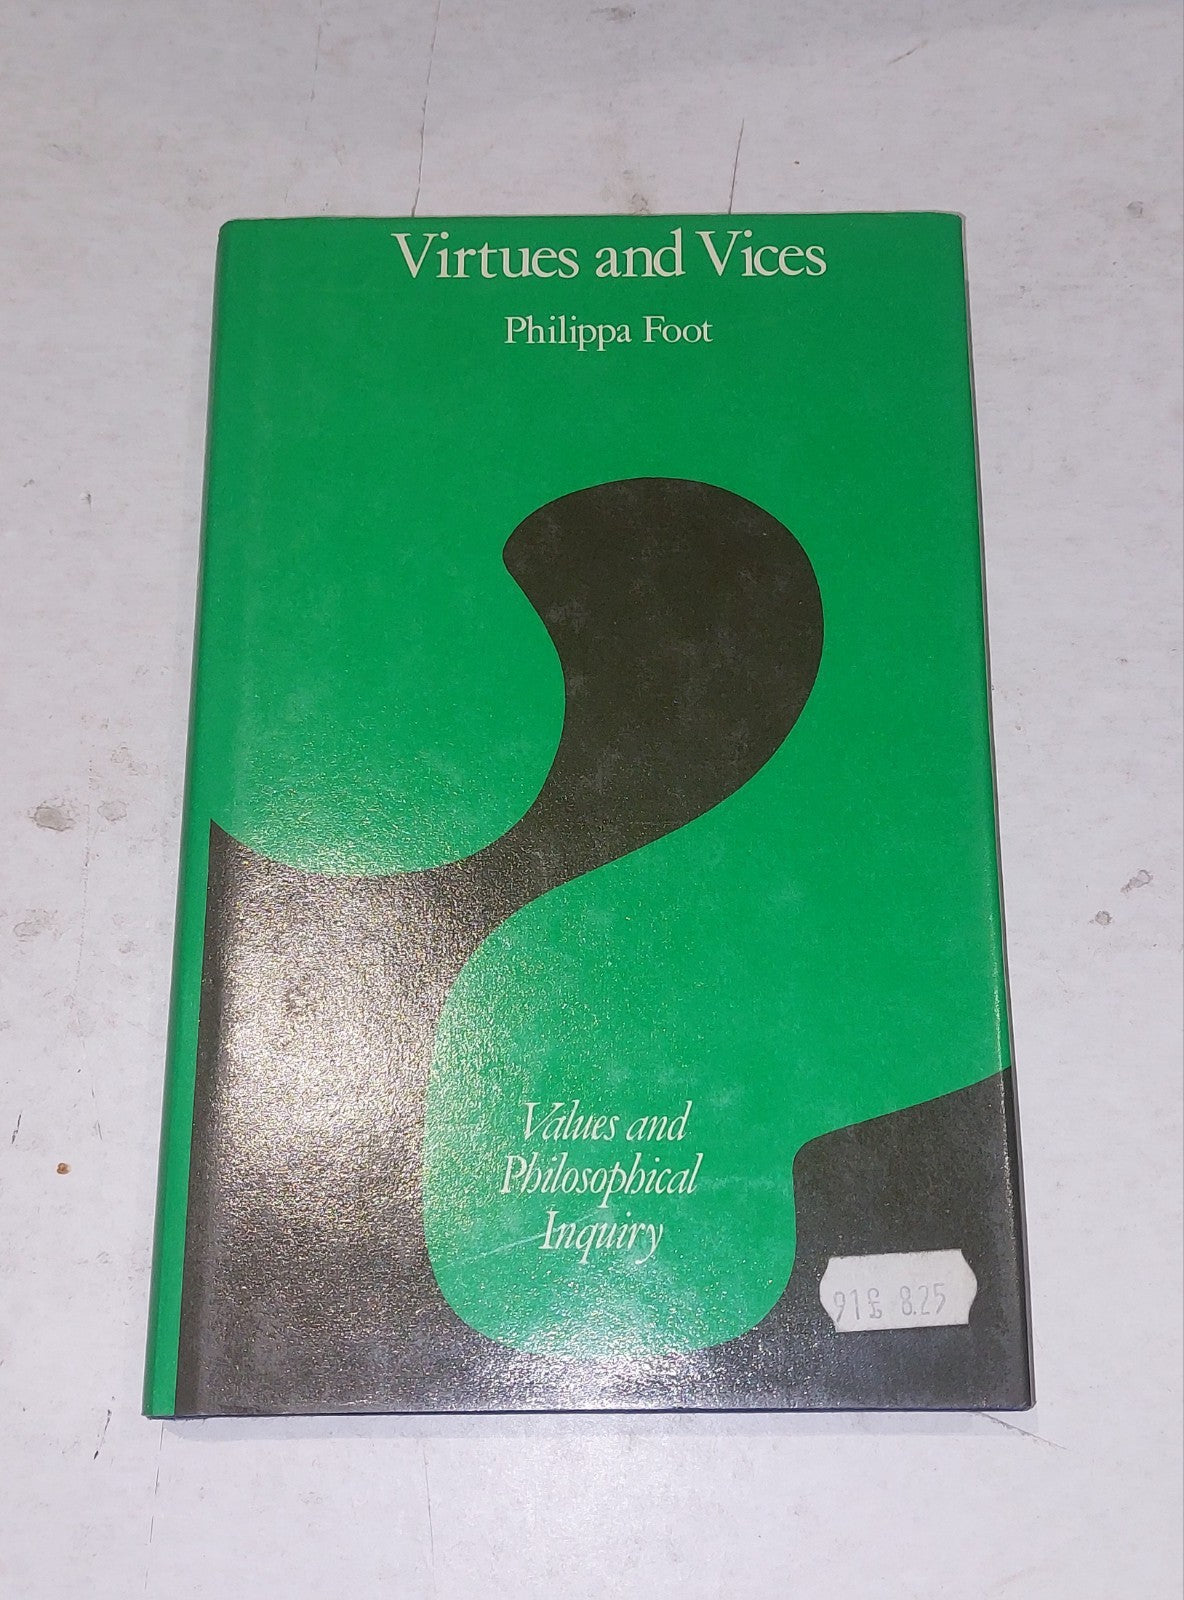 Virtues and Vices
Philippa Foot
Values and
Philosophical
Inquiry
91£ 8.25